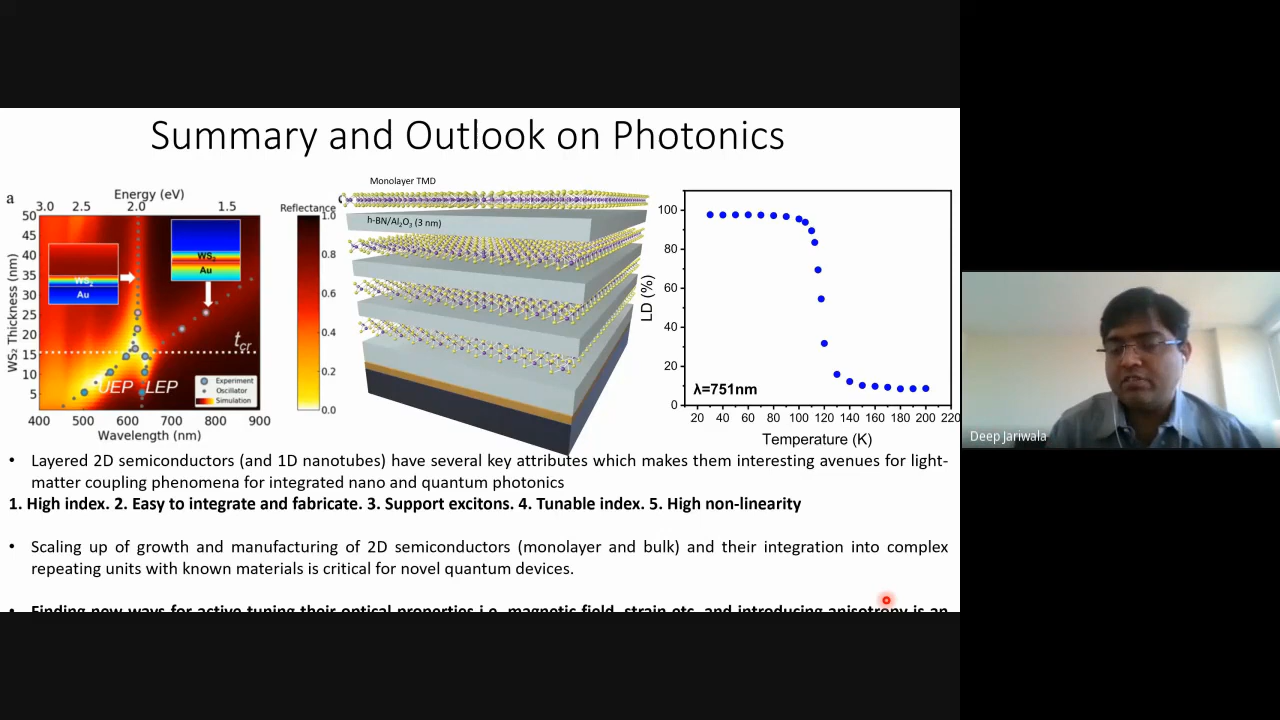 Summary and Outlook on Photonics
a
Energy (eV)
3.0 2.5 2.0 1.5
WS₂ Thickness (nm)
50
45
40
35
30
25
20
15
10
5
WS₂
Au
WS₂
Au
t_cr
UEP LEP
Experiment
Oscillator
Simulation
400 500 600 700 800 900
Wavelength (nm)
Reflectance
1.0
0.8
0.6
0.4
0.2
0.0
Monolayer TMD
h-BN/Al₂O₃ (3 nm)
LD (%)
100
80
60
40
20
0
λ=751nm
20 40 60 80 100 120 140 160 180 200 220
Temperature (K)
• Layered 2D semiconductors (and 1D nanotubes) have several key attributes which makes them interesting avenues for light-
matter coupling phenomena for integrated nano and quantum photonics
1. High index. 2. Easy to integrate and fabricate. 3. Support excitons. 4. Tunable index. 5. High non-linearity
• Scaling up of growth and manufacturing of 2D semiconductors (monolayer and bulk) and their integration into complex
repeating units with known materials is critical for novel quantum devices.
• Finding new ways for active tuning their optical properties i.e. magnetic field, strain etc. and introducing anisotropy is an
Deep Jariwala